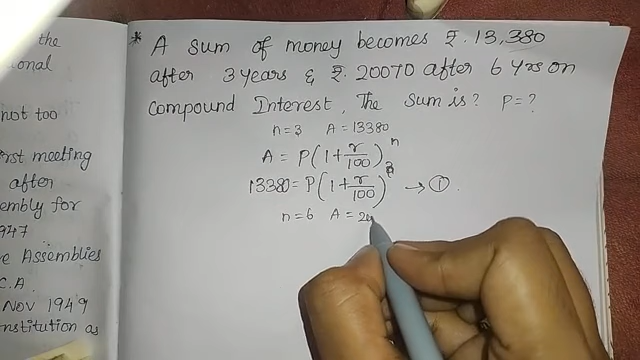 the
ional
not too
rst meeting
after
embly for
947
e Assemblies
C.A.
Nov 1949
nstitution as
* A sum of money becomes ₹. 13,380
after 3 years & ₹. 20070 after 6 yrs on
Compound Interest, The sum is? P=?
n=3 A=13380
A = P(1+r/100)^n
13380 = P(1+r/100)^3 → ①.
n=6 A=20